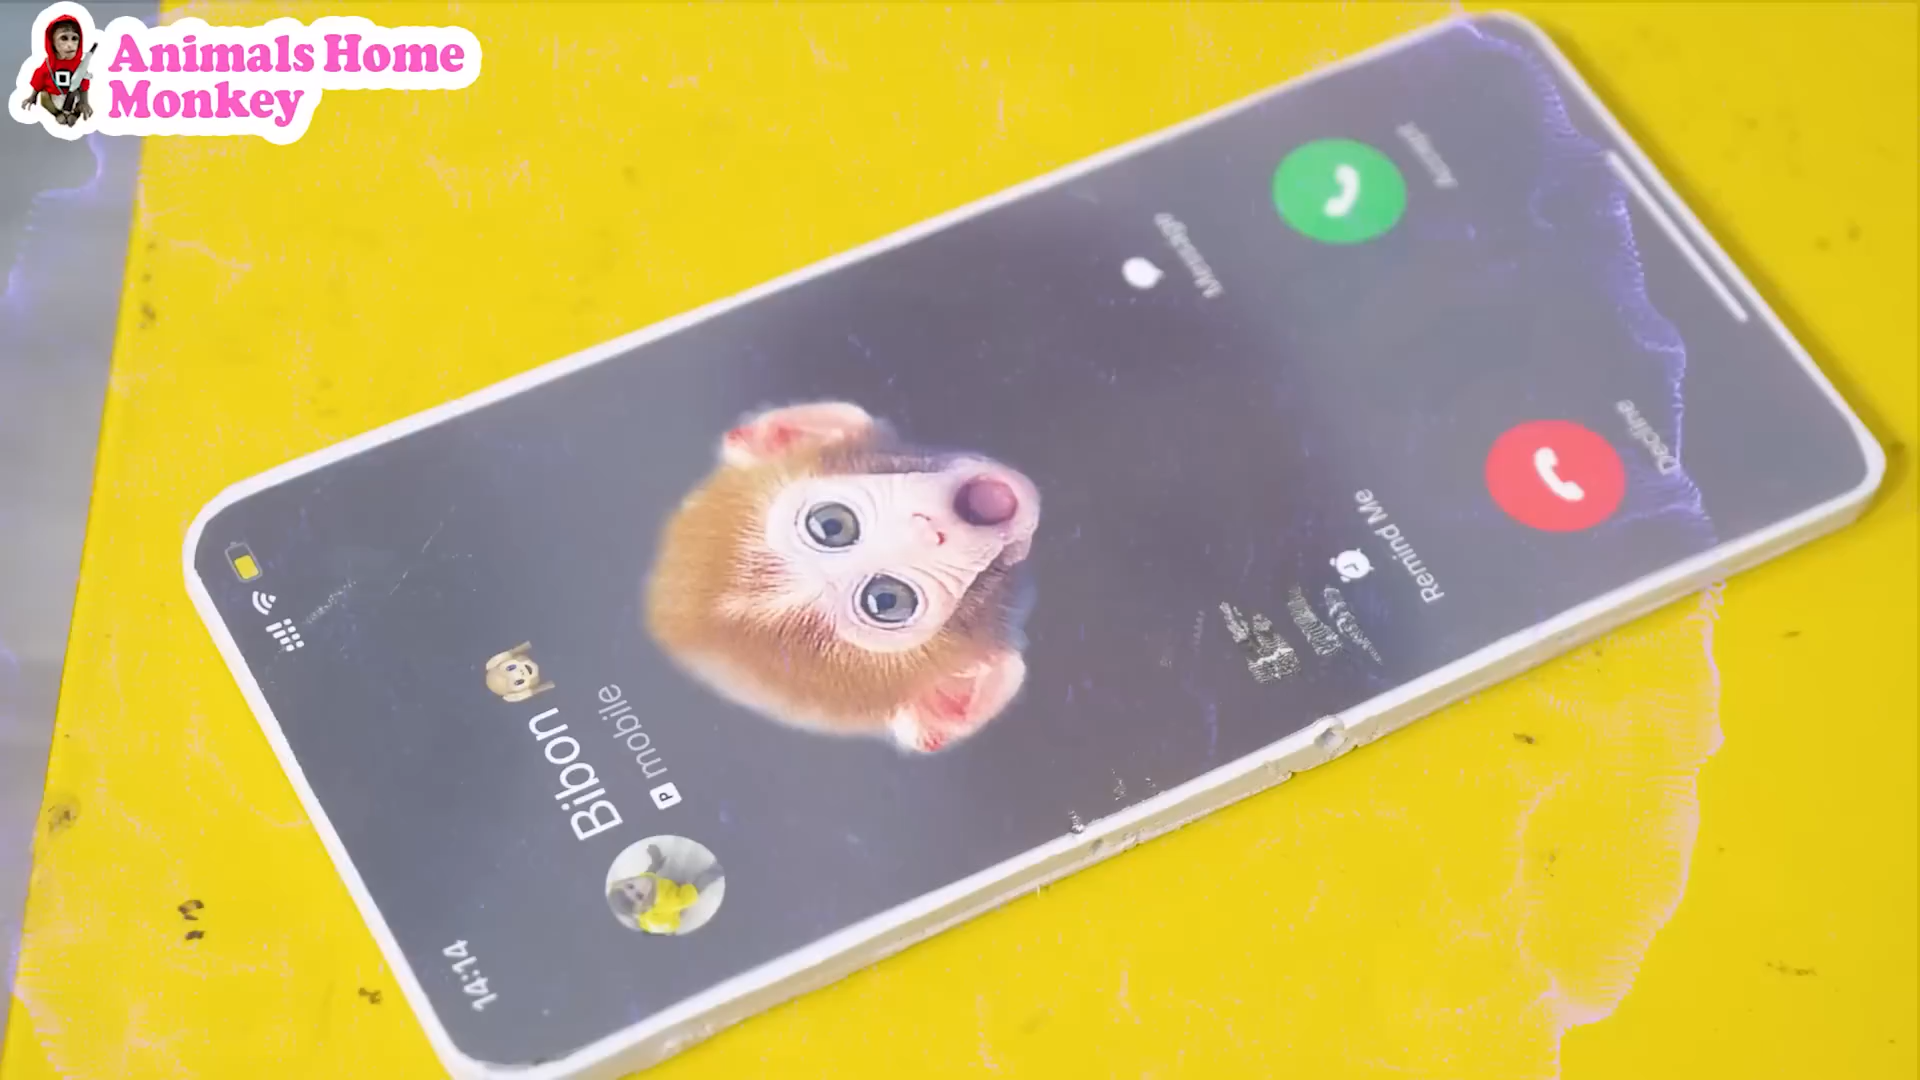 Animals Home
Monkey
14:14
Bibon
P mobile
Message
Accept
Remind Me
Decline